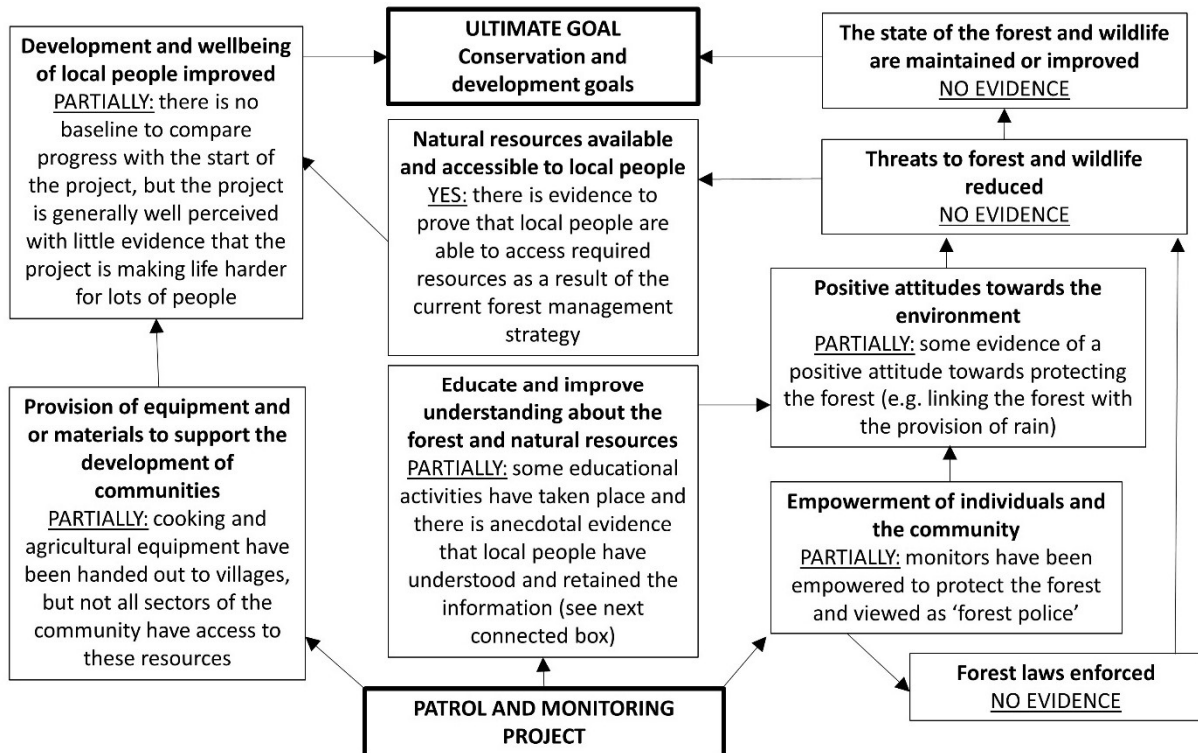 Development and wellbeing
of local people improved
PARTIALLY: there is no
baseline to compare
progress with the start of
the project, but the project
is generally well perceived
with little evidence that the
project is making life harder
for lots of people
ULTIMATE GOAL
Conservation and
development goals
The state of the forest and wildlife
are maintained or improved
NO EVIDENCE
Natural resources available
and accessible to local people
YES: there is evidence to
prove that local people are
able to access required
resources as a result of the
current forest management
strategy
Threats to forest and wildlife
reduced
NO EVIDENCE
Positive attitudes towards the
environment
PARTIALLY: some evidence of a
positive attitude towards protecting
the forest (e.g. linking the forest with
the provision of rain)
Provision of equipment and
or materials to support the
development of
communities
PARTIALLY: cooking and
agricultural equipment have
been handed out to villages,
but not all sectors of the
community have access to
these resources
Educate and improve
understanding about the
forest and natural resources
PARTIALLY: some educational
activities have taken place and
there is anecdotal evidence
that local people have
understood and retained the
information (see next
connected box)
Empowerment of individuals and
the community
PARTIALLY: monitors have been
empowered to protect the forest
and viewed as ‘forest police’
Forest laws enforced
NO EVIDENCE
PATROL AND MONITORING
PROJECT